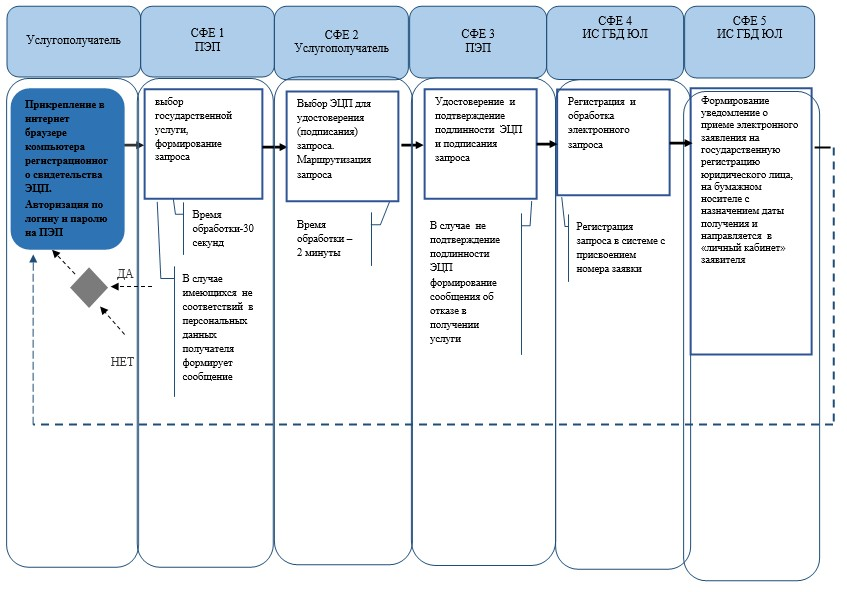 Услугополучатель
СФЕ 1
ПЭП
СФЕ 2
Услугополучатель
СФЕ 3
ПЭП
СФЕ 4
ИС ГБД ЮЛ
СФЕ 5
ИС ГБД ЮЛ
Прикрепление в
интернет
браузере
компьютера
регистрационног
о свидетельства
ЭЦП.
Авторизация по
логину и паролю
на ПЭП
выбор
государственной
услуги,
формирование
запроса
Выбор ЭЦП для
удостоверения
(подписания)
запроса.
Маршрутизация
запроса
Удостоверение и
подтверждение
подлинности ЭЦП
и подписания
запроса
Регистрация и
обработка
электронного
запроса
Формирование
уведомление о
приеме электронного
заявления на
государственную
регистрацию
юридического лица,
на бумажном
носителе с
назначением даты
получения и
направляется в
«личный кабинет»
заявителя
Время
обработки-30
секунд
Время
обработки –
2 минуты
В случае не
подтверждение
подлинности
ЭЦП
формирование
сообщения об
отказе в
получении
услуги
Регистрация
запроса в системе с
присвоением
номера заявки
ДА
НЕТ
В случае
имеющихся не
соответствий в
персональных
данных
получателя
формирует
сообщение